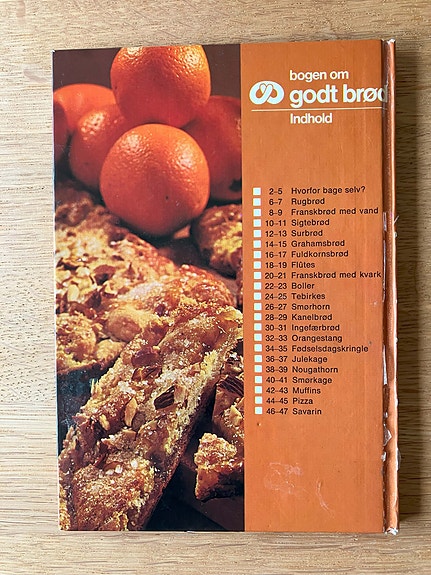 bogen om
godt brød
Indhold
2–5 Hvorfor bage selv?
6–7 Rugbrød
8–9 Franskbrød med vand
10–11 Sigtebrød
12–13 Surbrød
14–15 Grahamsbrød
16–17 Fuldkornsbrød
18–19 Flûtes
20–21 Franskbrød med kvark
22–23 Boller
24–25 Tebirkes
26–27 Smørhorn
28–29 Kanelbrød
30–31 Ingefærbrød
32–33 Orangestang
34–35 Fødselsdagskringle
36–37 Julekage
38–39 Nougathorn
40–41 Smørkage
42–43 Muffins
44–45 Pizza
46–47 Savarin